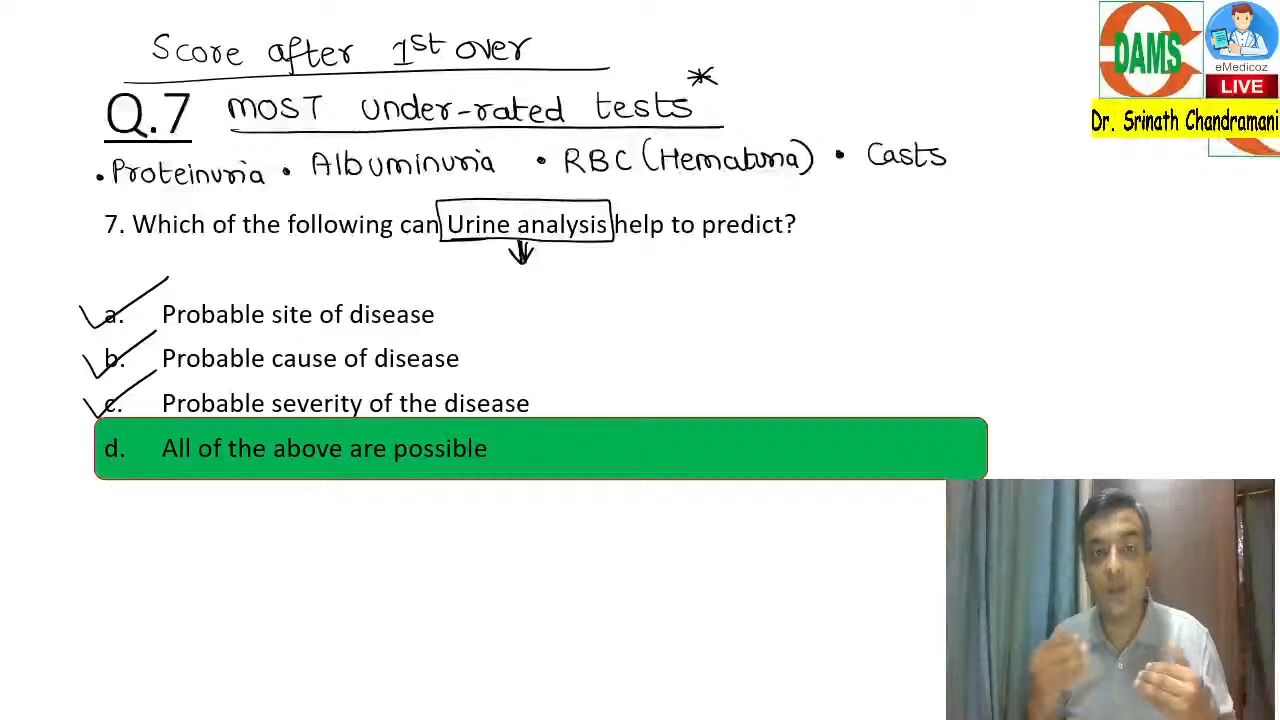 Score after 1st over
DAMS
eMedicoz
LIVE
Dr. Srinath Chandramani
Q.7 MOST under-rated tests*
• Proteinuria • Albuminuria • RBC (Hematuria) • Casts
7. Which of the following can Urine analysis help to predict?
a. Probable site of disease
b. Probable cause of disease
c. Probable severity of the disease
d. All of the above are possible